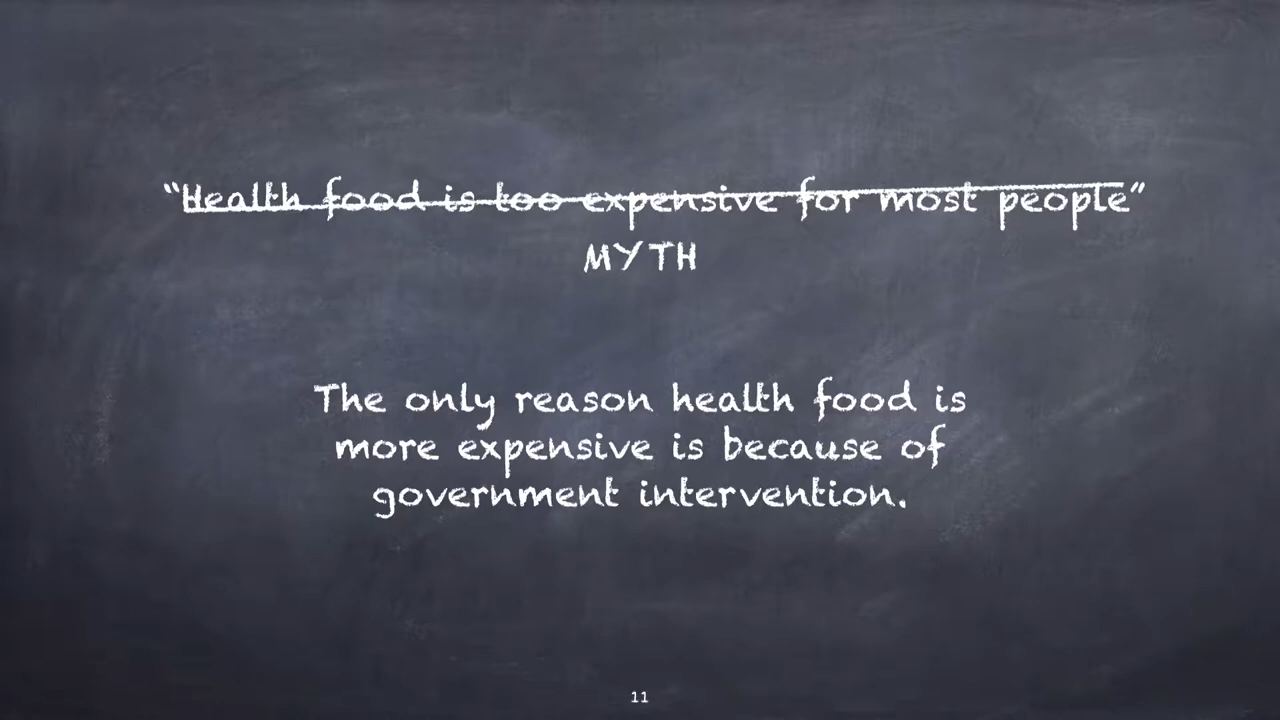 “Health food is too expensive for most people”
MYTH
The only reason health food is
more expensive is because of
government intervention.
11